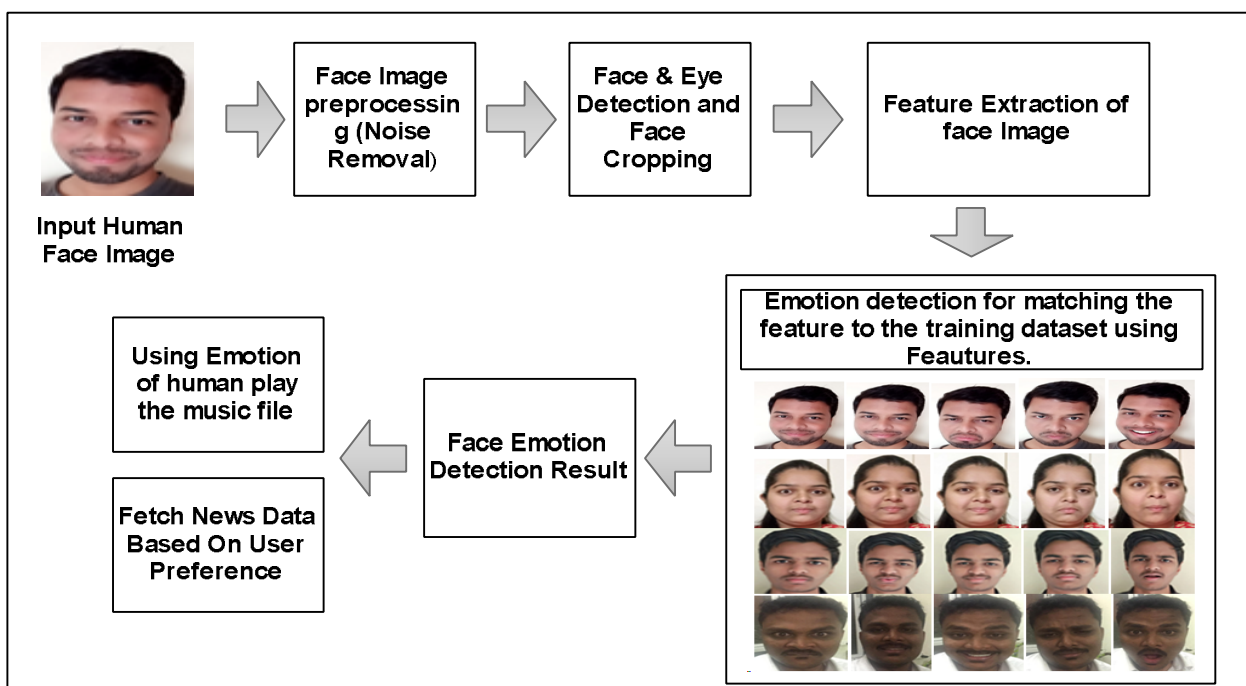 Input Human
Face Image
Face Image
preprocessin
g (Noise
Removal)
Face & Eye
Detection and
Face
Cropping
Feature Extraction of
face Image
Emotion detection for matching the
feature to the training dataset using
Feautures.
Face Emotion
Detection Result
Using Emotion
of human play
the music file
Fetch News Data
Based On User
Preference